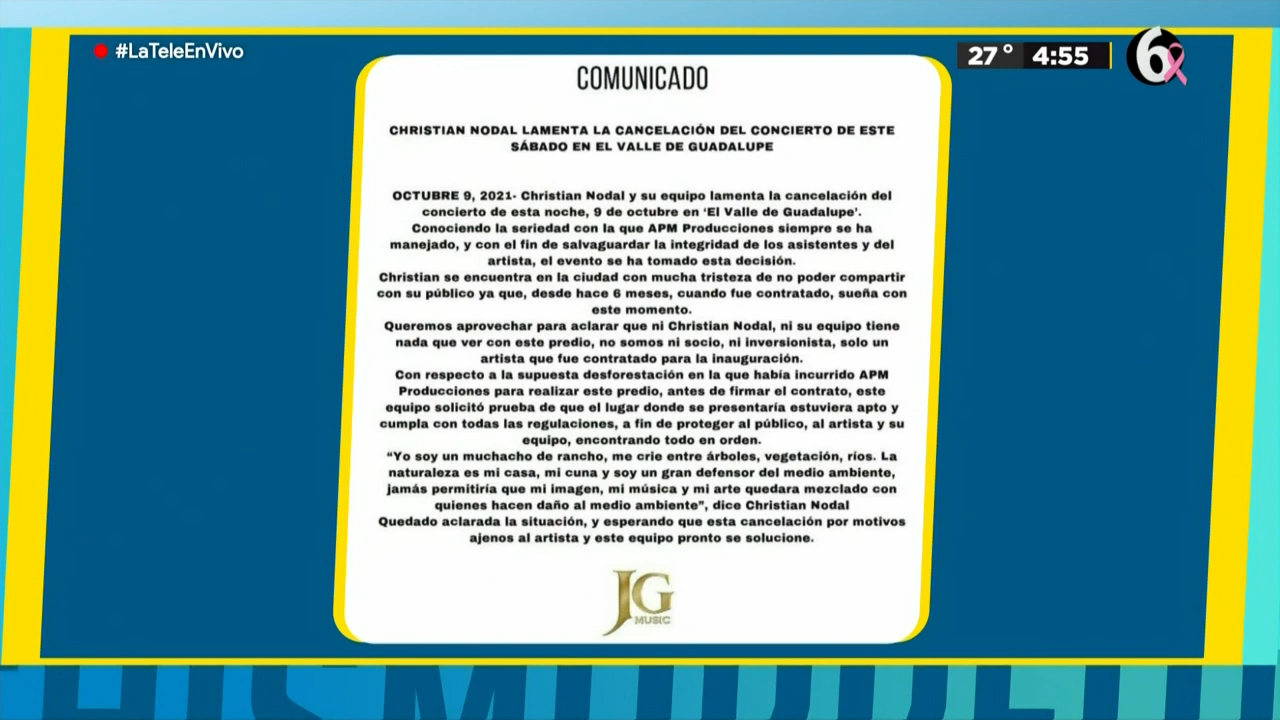 #LaTeleEnVivo
27° 4:55
6
COMUNICADO
CHRISTIAN NODAL LAMENTA LA CANCELACIÓN DEL CONCIERTO DE ESTE
SÁBADO EN EL VALLE DE GUADALUPE
OCTUBRE 9, 2021- Christian Nodal y su equipo lamenta la cancelación del
concierto de esta noche, 9 de octubre en ‘El Valle de Guadalupe’.
Conociendo la seriedad con la que APM Producciones siempre se ha
manejado, y con el fin de salvaguardar la integridad de los asistentes y del
artista, el evento se ha tomado esta decisión.
Christian se encuentra en la ciudad con mucha tristeza de no poder compartir
con su público ya que, desde hace 6 meses, cuando fue contratado, sueña con
este momento.
Queremos aprovechar para aclarar que ni Christian Nodal, ni su equipo tiene
nada que ver con este predio, no somos ni socio, ni inversionista, solo un
artista que fue contratado para la inauguración.
Con respecto a la supuesta desforestación en la que había incurrido APM
Producciones para realizar este predio, antes de firmar el contrato, este
equipo solicitó prueba de que el lugar donde se presentaría estuviera apto y
cumpla con todas las regulaciones, a fin de proteger al público, al artista y su
equipo, encontrando todo en orden.
“Yo soy un muchacho de rancho, me crie entre árboles, vegetación, ríos. La
naturaleza es mi casa, mi cuna y soy un gran defensor del medio ambiente,
jamás permitiría que mi imagen, mi música y mi arte quedara mezclado con
quienes hacen daño al medio ambiente”, dice Christian Nodal
Quedado aclarada la situación, y esperando que esta cancelación por motivos
ajenos al artista y este equipo pronto se solucione.
JG
MUSIC